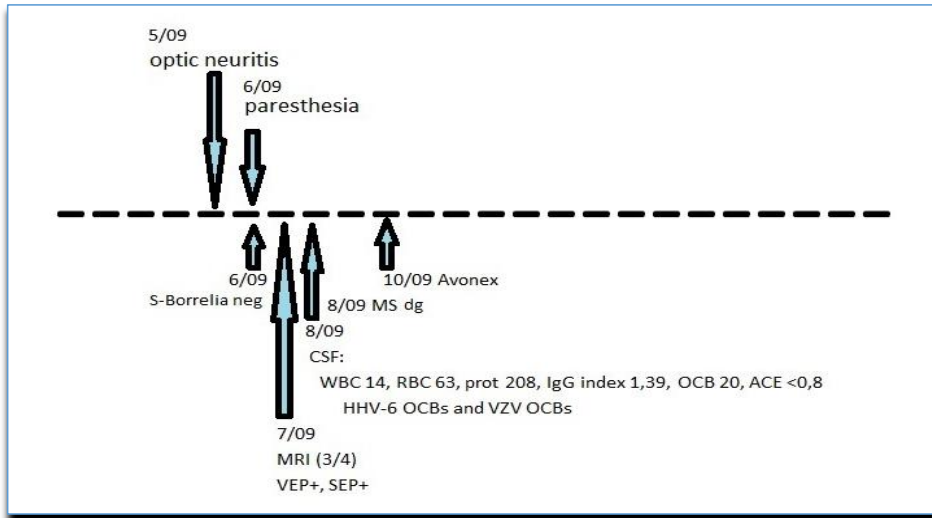 5/09
optic neuritis
6/09
paresthesia
6/09
S-Borrelia neg
10/09 Avonex
8/09 MS dg
8/09
CSF:
WBC 14, RBC 63, prot 208, IgG index 1,39, OCB 20, ACE <0,8
HHV-6 OCBs and VZV OCBs
7/09
MRI (3/4)
VEP+, SEP+